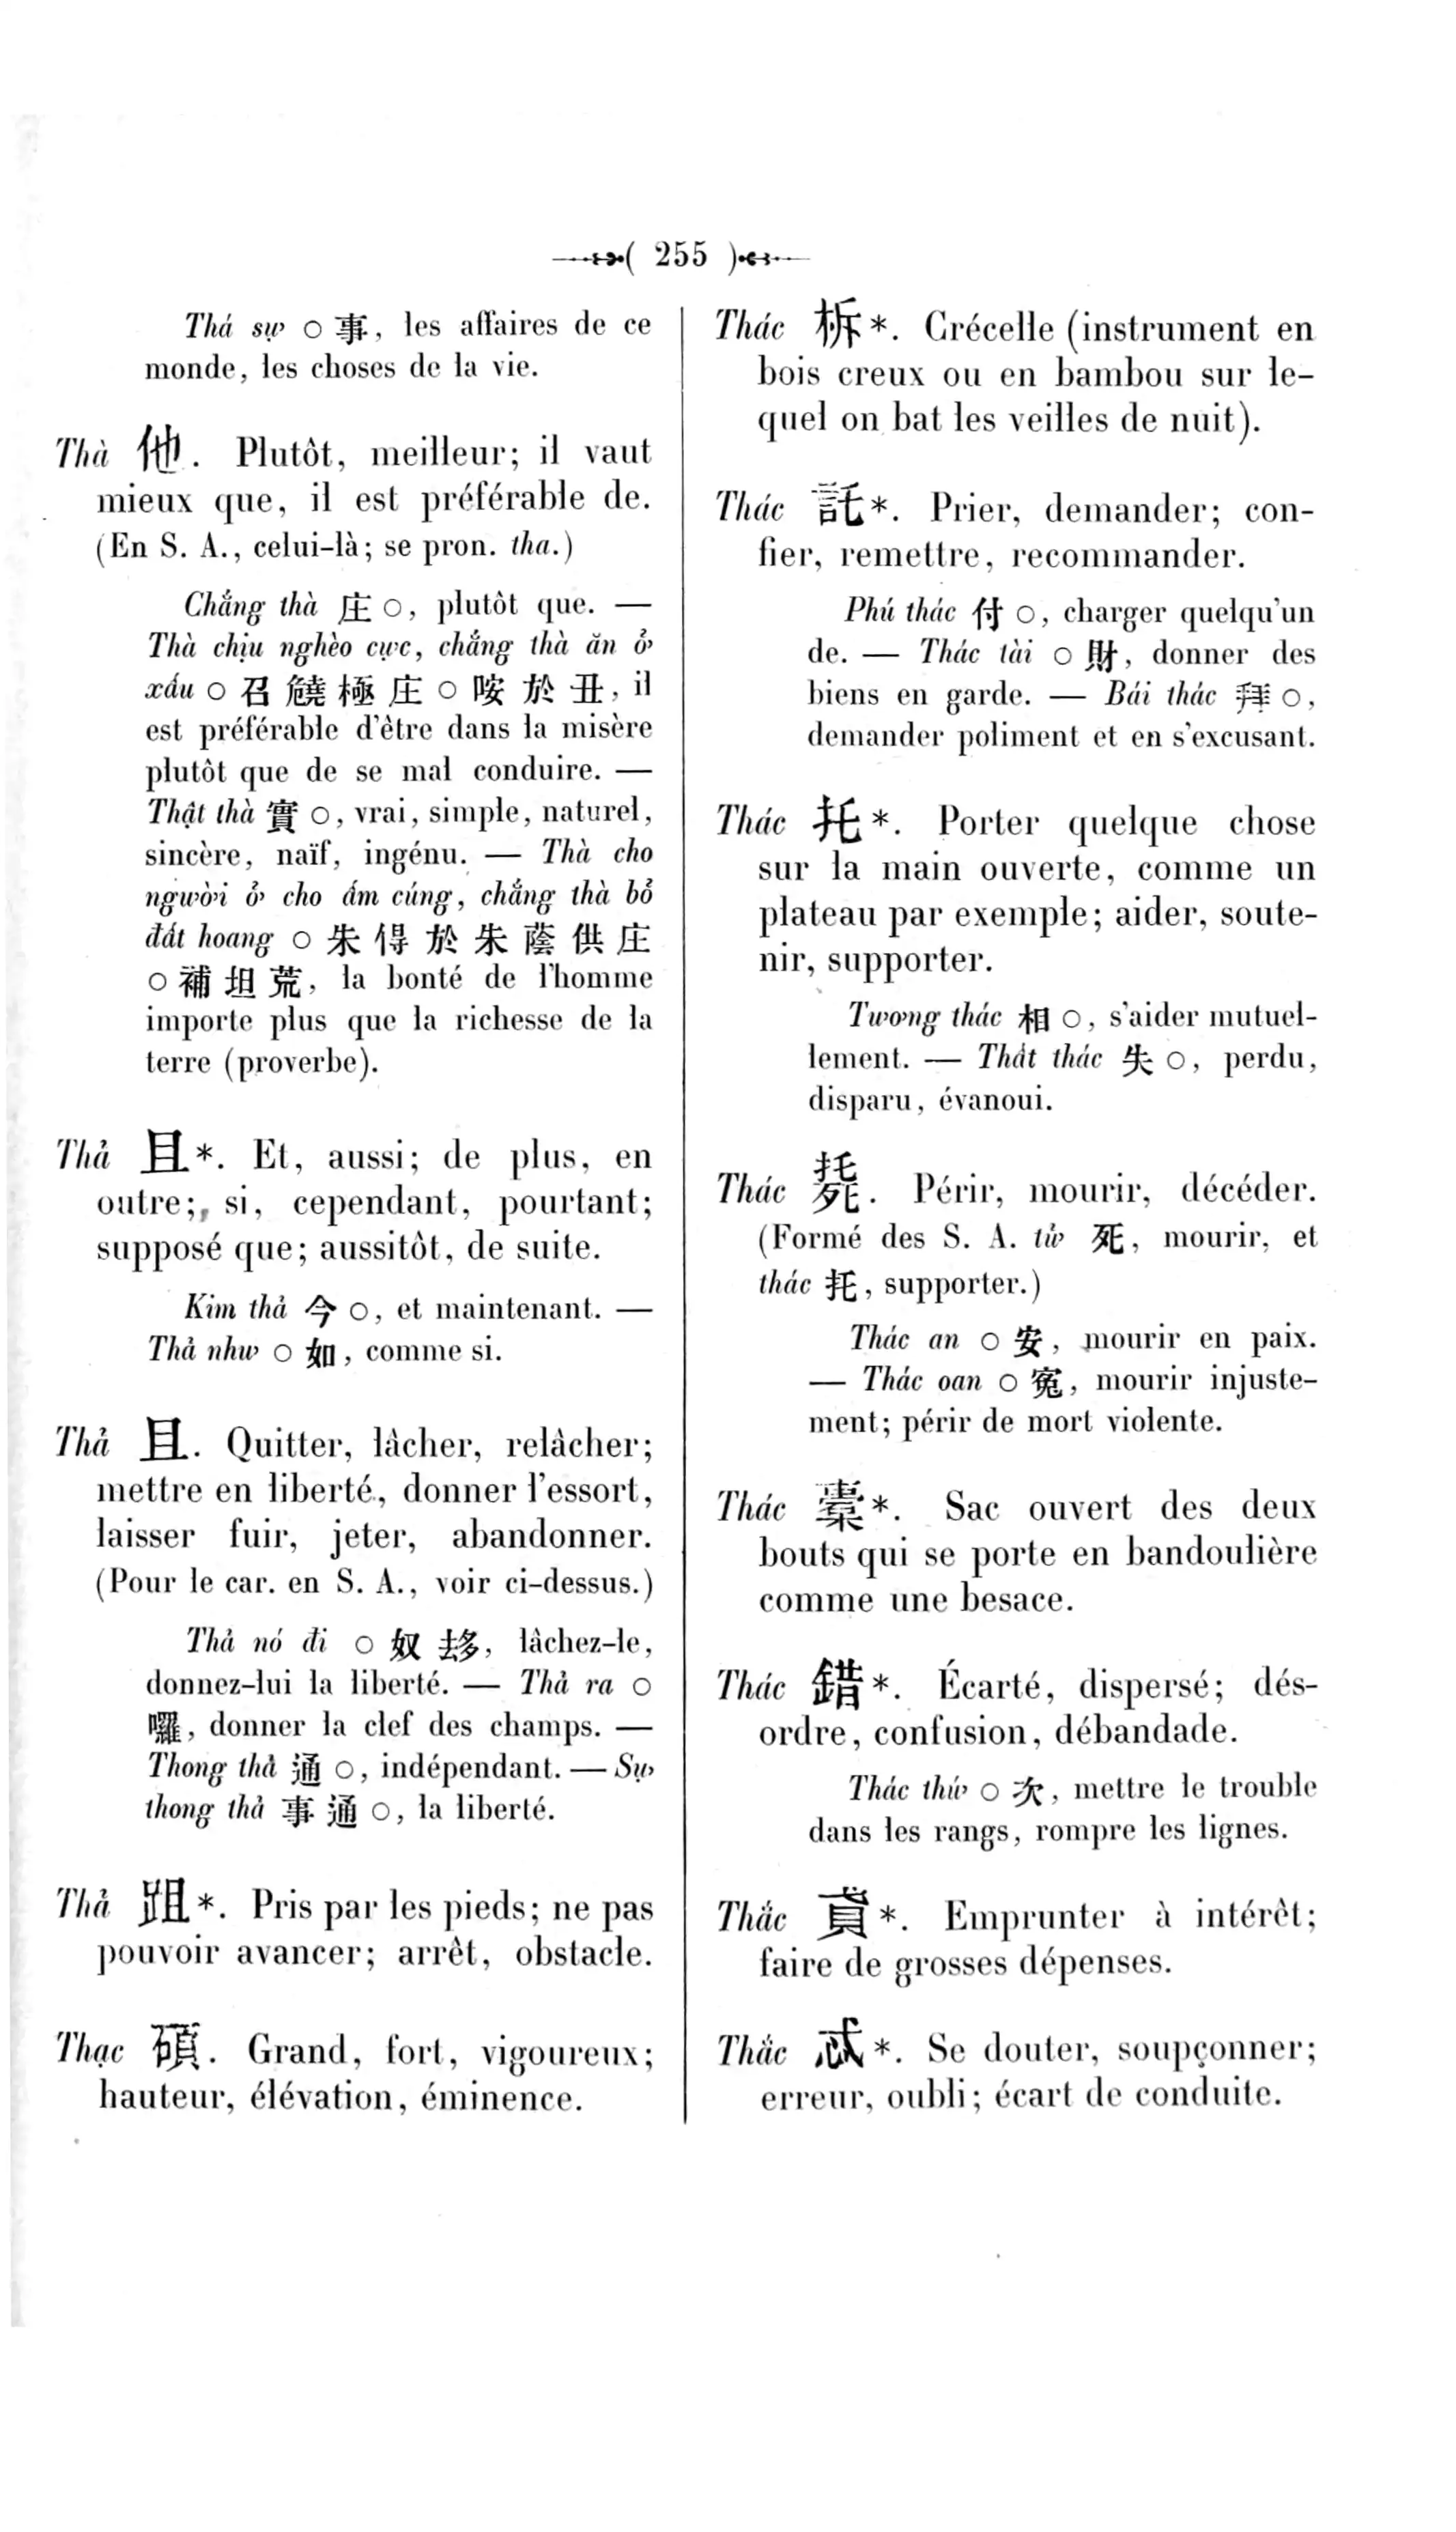 ( 255 )
Thá sự ○ 事, les affaires de ce
monde, les choses de la vie.
Thà 他. Plutôt, meilleur; il vaut
mieux que, il est préférable de.
(En S. A., celui-là; se pron. tha.)
Chẳng thà 庄 ○, plutôt que. —
Thà chịu nghèo cực, chẳng thà ăn ở
xấu ○ 召 極 庄 ○ 咹 於 丑, il
est préférable d'être dans la misère
plutôt que de se mal conduire. —
Thật thà 實 ○, vrai, simple, naturel,
sincère, naïf, ingénu. — Thà cho
người ở cho ấm cúng, chẳng thà bỏ
đất hoang ○ 朱 得 於 朱 蔭 供 庄
○ 補 坦 荒, la bonté de l'homme
importe plus que la richesse de la
terre (proverbe).
Thả 且*. Et, aussi; de plus, en
outre; si, cependant, pourtant;
supposé que; aussitôt, de suite.
Kim thả 今 ○, et maintenant. —
Thả như ○ 如, comme si.
Thả 且. Quitter, lâcher, relâcher;
mettre en liberté, donner l'essort,
laisser fuir, jeter, abandonner.
(Pour le car. en S. A., voir ci-dessus.)
Thả nó đi ○ 奴 𠫾, lâchez-le,
donnez-lui la liberté. — Thả ra ○
囉, donner la clef des champs. —
Thong thả 通 ○, indépendant. — Sự
thong thả 事 通 ○, la liberté.
Thả 跙*. Pris par les pieds; ne pas
pouvoir avancer; arrêt, obstacle.
Thạc 碩. Grand, fort, vigoureux;
hauteur, élévation, éminence.
Thác 柝*. Crécelle (instrument en
bois creux ou en bambou sur le-
quel on bat les veilles de nuit).
Thác 託*. Prier, demander; con-
fier, remettre, recommander.
Phú thác 付 ○, charger quelqu'un
de. — Thác tài ○ 財, donner des
biens en garde. — Bái thác 拜 ○,
demander poliment et en s'excusant.
Thác 托*. Porter quelque chose
sur la main ouverte, comme un
plateau par exemple; aider, soute-
nir, supporter.
Tương thác 相 ○, s'aider mutuel-
lement. — Thất thác 失 ○, perdu,
disparu, évanoui.
Thác. Périr, mourir, décéder.
(Formé des S. A. tử 死, mourir, et
thác 托, supporter.)
Thác an ○ 安, mourir en paix.
— Thác oan ○ 冤, mourir injuste-
ment; périr de mort violente.
Thác 橐*. Sac ouvert des deux
bouts qui se porte en bandoulière
comme une besace.
Thác 錯*. Écarté, dispersé; dés-
ordre, confusion, débandade.
Thác thứ ○ 次, mettre le trouble
dans les rangs, rompre les lignes.
Thắc 貣*. Emprunter à intérêt;
faire de grosses dépenses.
Thắc 忒*. Se douter, soupçonner;
erreur, oubli; écart de conduite.